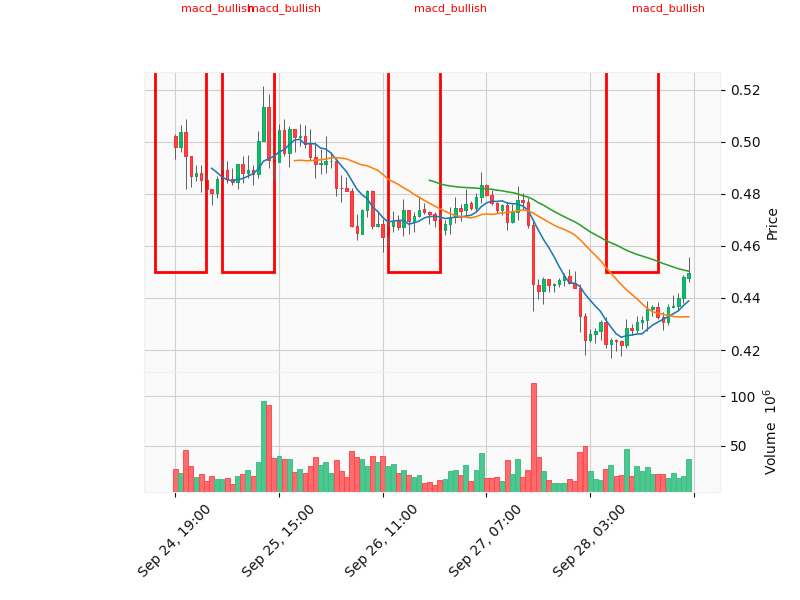 macd_bullish macd_bullish macd_bullish macd_bullish
0.52
0.50
0.48
0.46
0.44
0.42
Price
100
50
Volume 10^6
Sep 24, 19:00
Sep 25, 15:00
Sep 26, 11:00
Sep 27, 07:00
Sep 28, 03:00